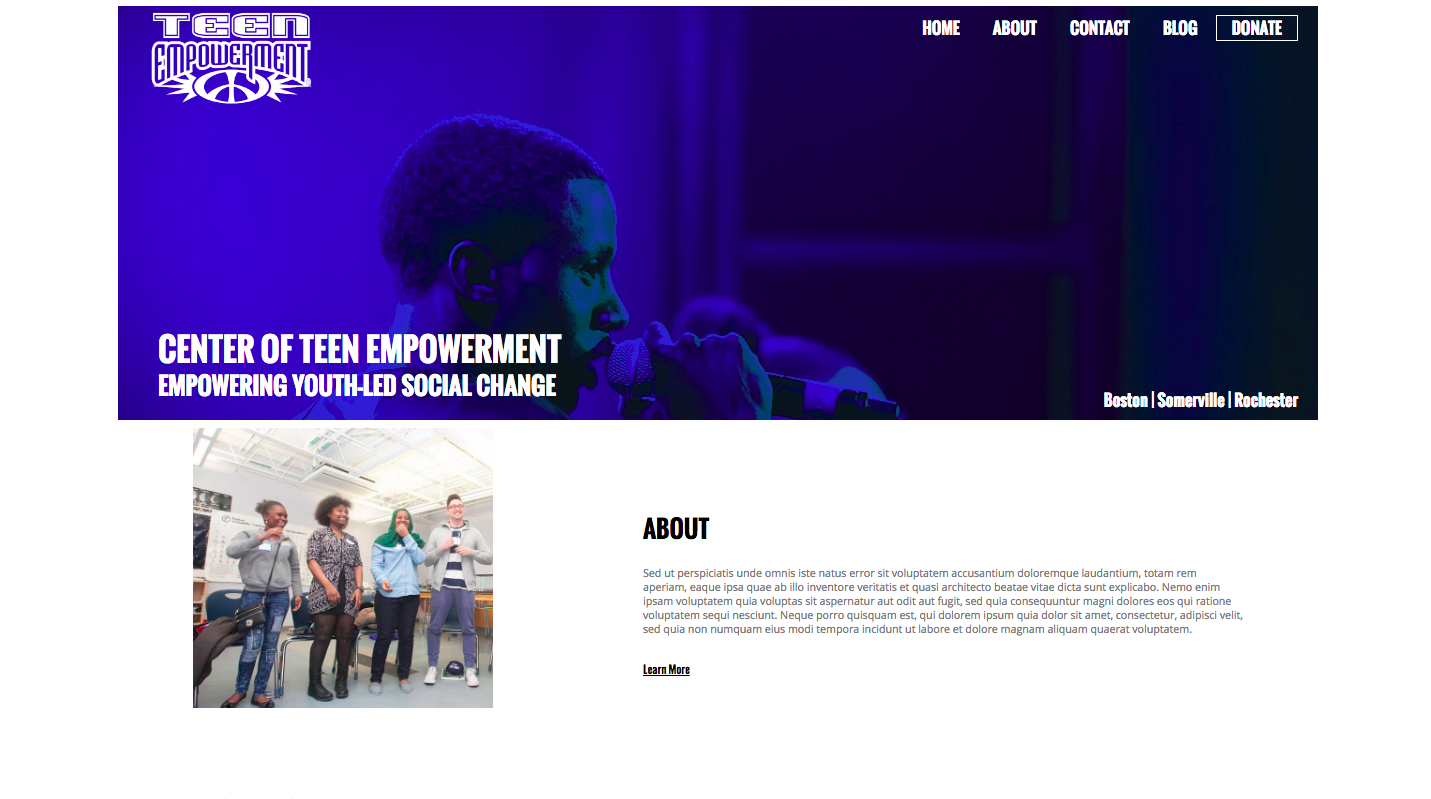 TEEN
EMPOWERMENT
HOME ABOUT CONTACT BLOG DONATE
CENTER OF TEEN EMPOWERMENT
EMPOWERING YOUTH-LED SOCIAL CHANGE
Boston | Somerville | Rochester
ABOUT
Sed ut perspiciatis unde omnis iste natus error sit voluptatem accusantium doloremque laudantium, totam rem
aperiam, eaque ipsa quae ab illo inventore veritatis et quasi architecto beatae vitae dicta sunt explicabo. Nemo enim
ipsam voluptatem quia voluptas sit aspernatur aut odit aut fugit, sed quia consequuntur magni dolores eos qui ratione
voluptatem sequi nesciunt. Neque porro quisquam est, qui dolorem ipsum quia dolor sit amet, consectetur, adipisci velit,
sed quia non numquam eius modi tempora incidunt ut labore et dolore magnam aliquam quaerat voluptatem.
Learn More